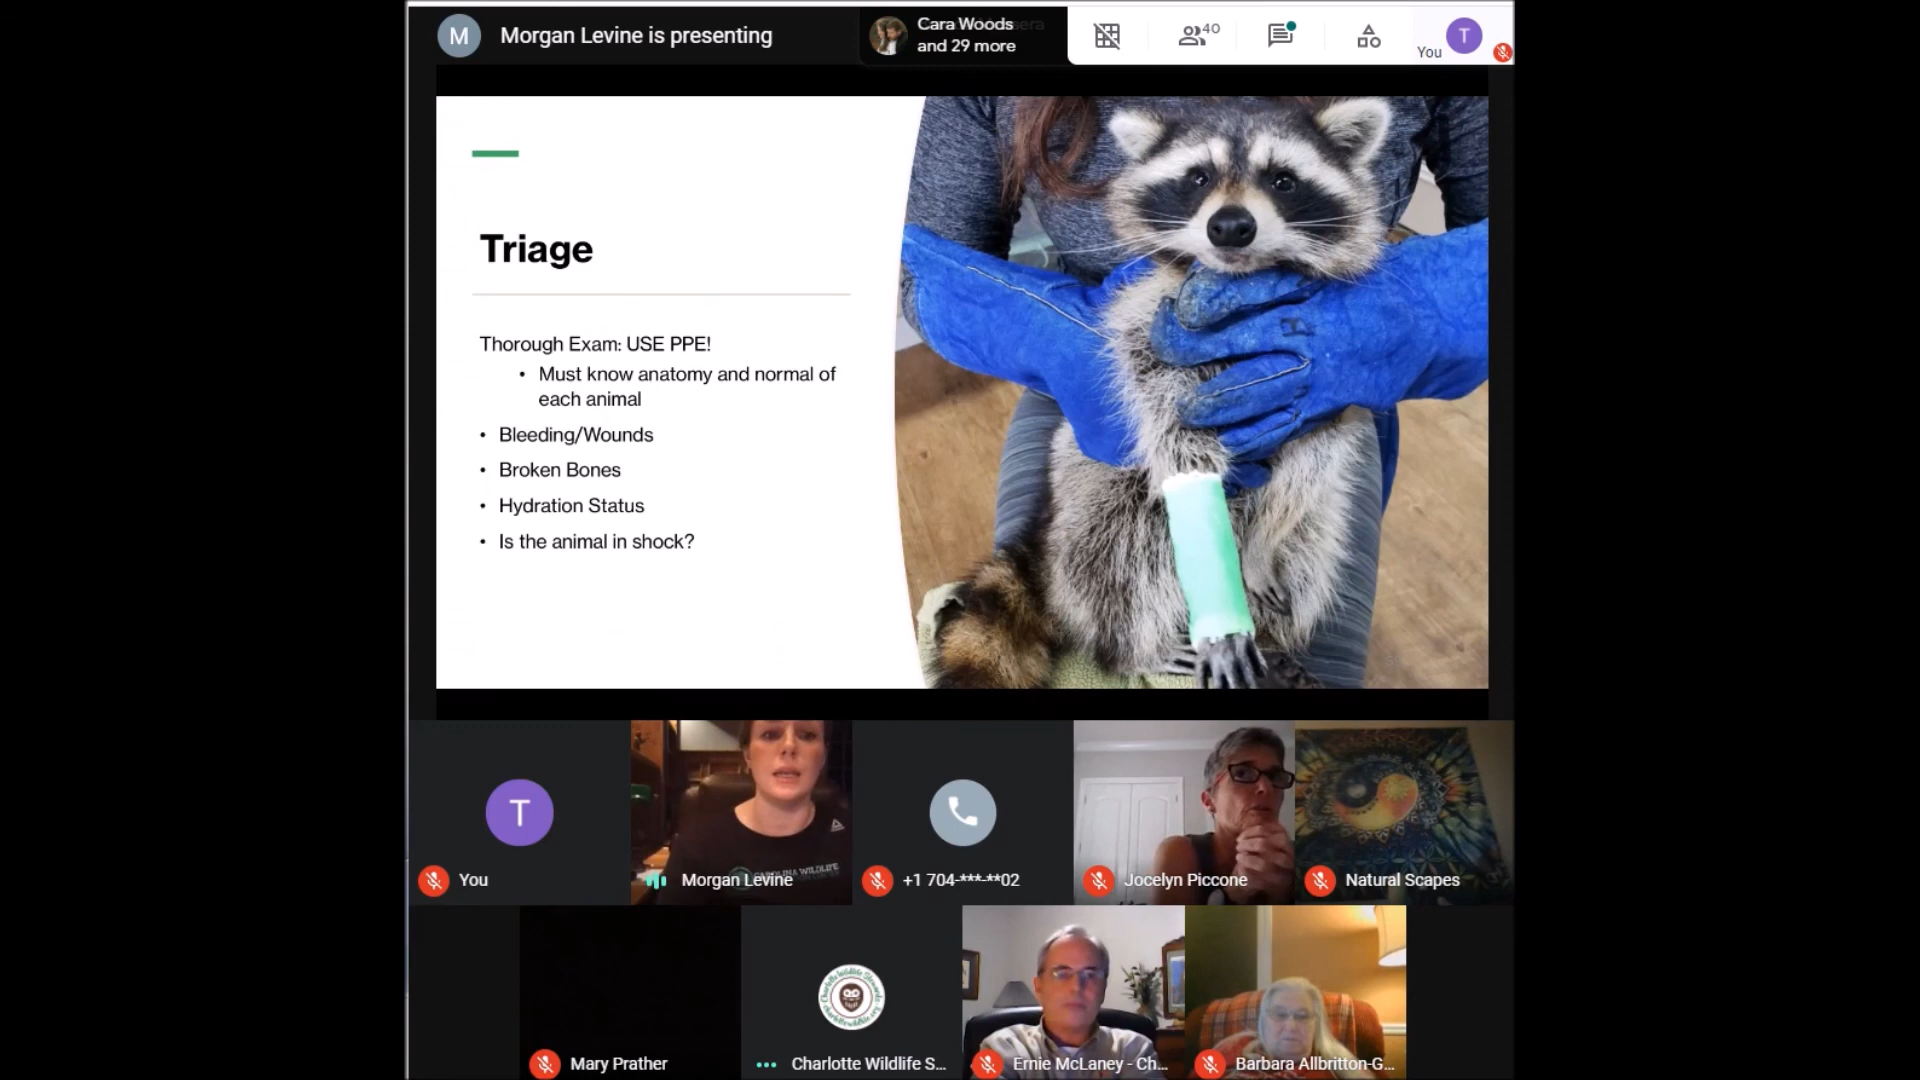 M
Morgan Levine is presenting
Cara Woods
and 29 more
40
You
T
Triage
Thorough Exam: USE PPE!
• Must know anatomy and normal of
each animal
• Bleeding/Wounds
• Broken Bones
• Hydration Status
• Is the animal in shock?
T
You
CAROLINA WILDLIFE
Morgan Levine
+1 704-***-**02
Jocelyn Piccone
Natural Scapes
Mary Prather
Charlotte Wildlife S...
Ernie McLaney - Ch...
Barbara Allbritton-G...